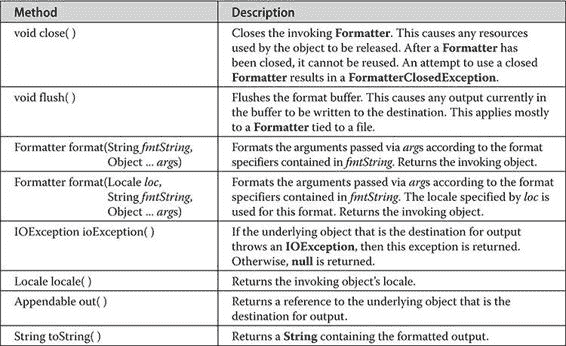 Method Description
void close( ) Closes the invoking Formatter. This causes any resources
used by the object to be released. After a Formatter has
been closed, it cannot be reused. An attempt to use a closed
Formatter results in a FormatterClosedException.
void flush( ) Flushes the format buffer. This causes any output currently in
the buffer to be written to the destination. This applies mostly
to a Formatter tied to a file.
Formatter format(String fmtString, Formats the arguments passed via args according to the format
Object ... args) specifiers contained in fmtString. Returns the invoking object.
Formatter format(Locale loc, Formats the arguments passed via args according to the format
String fmtString, specifiers contained in fmtString. The locale specified by loc is
Object ... args) used for this format. Returns the invoking object.
IOException ioException( ) If the underlying object that is the destination for output
throws an IOException, then this exception is returned.
Otherwise, null is returned.
Locale locale( ) Returns the invoking object's locale.
Appendable out( ) Returns a reference to the underlying object that is the
destination for output.
String toString( ) Returns a String containing the formatted output.